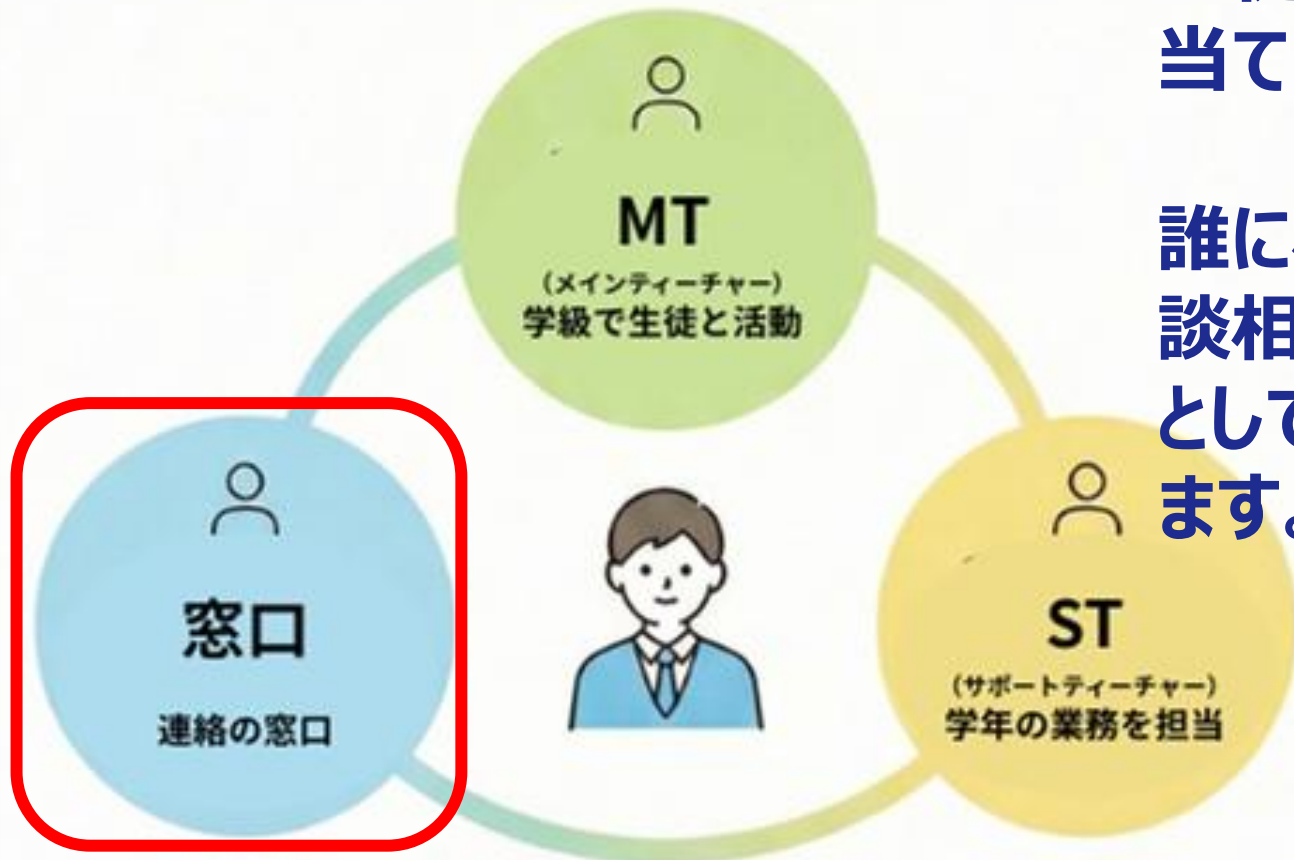 当て
誰に
談相
として
ます。
MT
(メインティーチャー)
学級で生徒と活動
窓口
連絡の窓口
ST
(サポートティーチャー)
学年の業務を担当